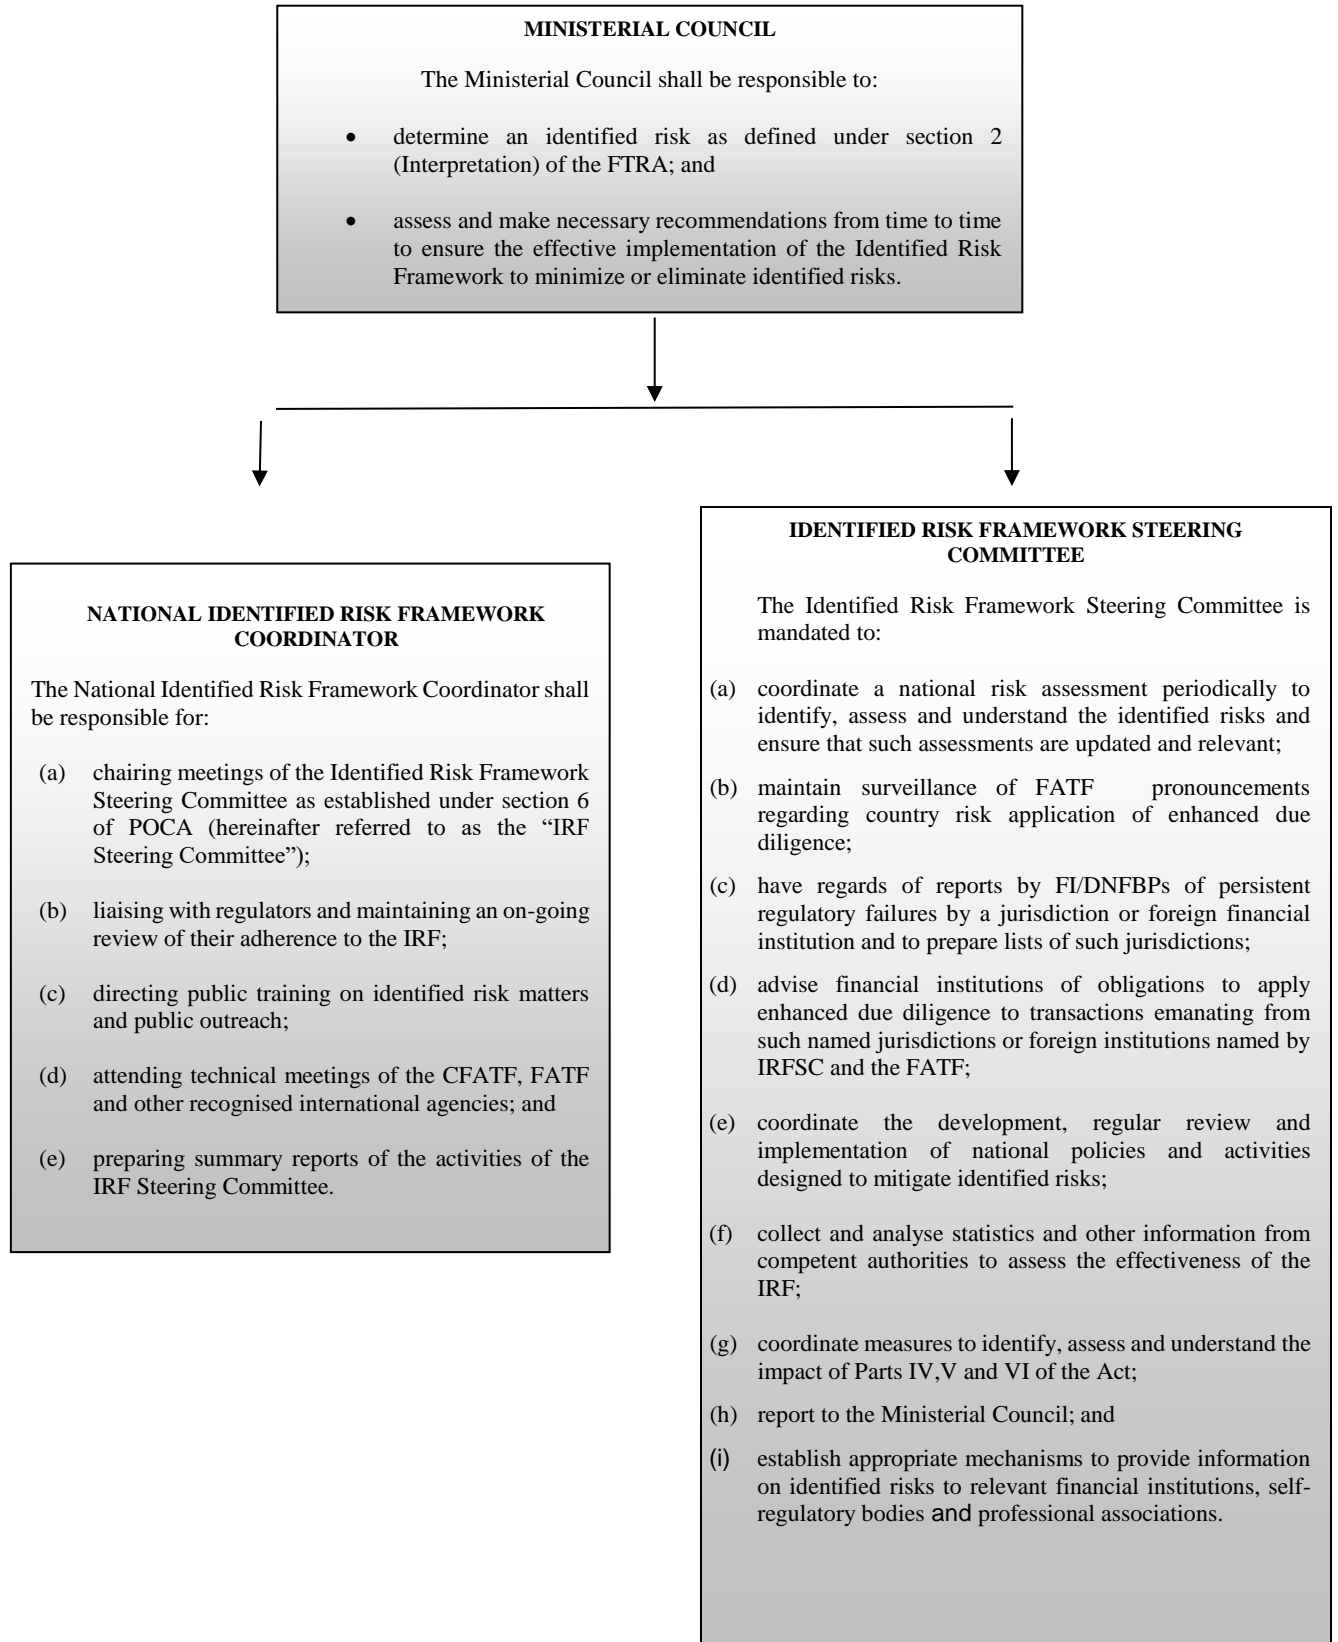 MINISTERIAL COUNCIL
The Ministerial Council shall be responsible to:
• determine an identified risk as defined under section 2
(Interpretation) of the FTRA; and
• assess and make necessary recommendations from time to time
to ensure the effective implementation of the Identified Risk
Framework to minimize or eliminate identified risks.
NATIONAL IDENTIFIED RISK FRAMEWORK
COORDINATOR
The National Identified Risk Framework Coordinator shall
be responsible for:
(a) chairing meetings of the Identified Risk Framework
Steering Committee as established under section 6
of POCA (hereinafter referred to as the “IRF
Steering Committee”);
(b) liaising with regulators and maintaining an on-going
review of their adherence to the IRF;
(c) directing public training on identified risk matters
and public outreach;
(d) attending technical meetings of the CFATF, FATF
and other recognised international agencies; and
(e) preparing summary reports of the activities of the
IRF Steering Committee.
IDENTIFIED RISK FRAMEWORK STEERING
COMMITTEE
The Identified Risk Framework Steering Committee is
mandated to:
(a) coordinate a national risk assessment periodically to
identify, assess and understand the identified risks and
ensure that such assessments are updated and relevant;
(b) maintain surveillance of FATF pronouncements
regarding country risk application of enhanced due
diligence;
(c) have regards of reports by FI/DNFBPs of persistent
regulatory failures by a jurisdiction or foreign financial
institution and to prepare lists of such jurisdictions;
(d) advise financial institutions of obligations to apply
enhanced due diligence to transactions emanating from
such named jurisdictions or foreign institutions named by
IRFSC and the FATF;
(e) coordinate the development, regular review and
implementation of national policies and activities
designed to mitigate identified risks;
(f) collect and analyse statistics and other information from
competent authorities to assess the effectiveness of the
IRF;
(g) coordinate measures to identify, assess and understand the
impact of Parts IV,V and VI of the Act;
(h) report to the Ministerial Council; and
(i) establish appropriate mechanisms to provide information
on identified risks to relevant financial institutions, self-
regulatory bodies and professional associations.